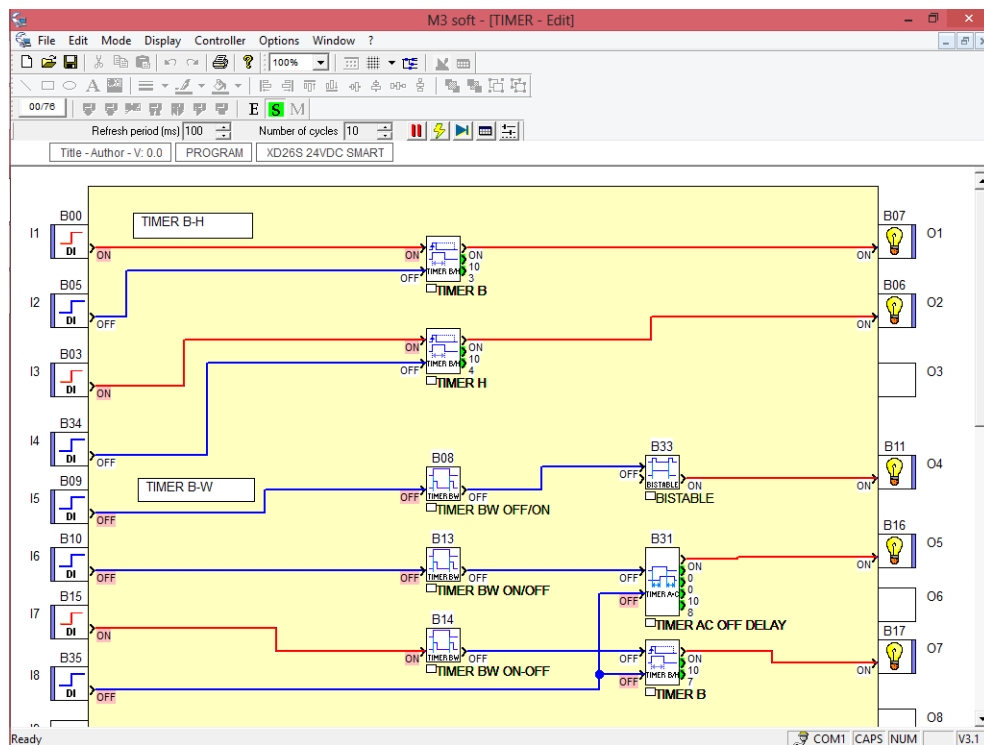 M3 soft - [TIMER - Edit]
File Edit Mode Display Controller Options Window ?
100%
00/76 E S M
Refresh period (ms) 100 Number of cycles 10
Title - Author - V: 0.0 PROGRAM XD26S 24VDC SMART
B00 TIMER B-H B07
I1 DI ON ON TIMER B/H ON 10 3 ON O1
OFF TIMER B
B05 B06
I2 DI OFF ON O2
B03 ON TIMER B/H ON 10 4
I3 DI ON OFF TIMER H O3
B34
I4 DI OFF B08 B33 B11 O4
B09 TIMER B-W OFF BISTABLE ON ON
I5 DI OFF OFF TIMER BW OFF BISTABLE
TIMER BW OFF/ON
B10 B13 B31 B16
I6 DI OFF OFF TIMER BW OFF OFF TIMER A-C ON 0 0 10 8 ON O5
TIMER BW ON/OFF OFF O6
B15 B14 TIMER AC OFF DELAY B17
I7 DI ON ON TIMER BW OFF OFF TIMER B/H ON 10 7 ON O7
TIMER BW ON-OFF OFF TIMER B
B35
I8 DI OFF
O8
Ready COM1 CAPS NUM V3.1